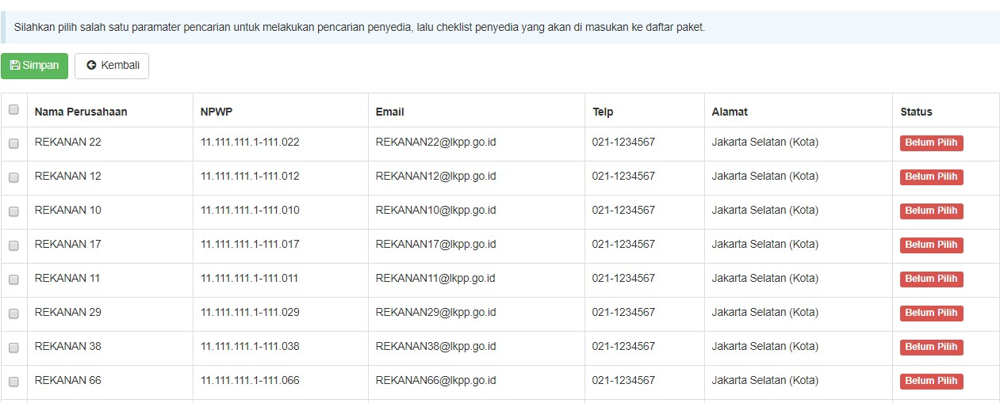 Silahkan pilih salah satu paramater pencarian untuk melakukan pencarian penyedia, lalu cheklist penyedia yang akan di masukan ke daftar paket.
Simpan Kembali
Nama Perusahaan NPWP Email Telp Alamat Status
REKANAN 22 11.111.111.1-111.022 REKANAN22@lkpp.go.id 021-1234567 Jakarta Selatan (Kota) Belum Pilih
REKANAN 12 11.111.111.1-111.012 REKANAN12@lkpp.go.id 021-1234567 Jakarta Selatan (Kota) Belum Pilih
REKANAN 10 11.111.111.1-111.010 REKANAN10@lkpp.go.id 021-1234567 Jakarta Selatan (Kota) Belum Pilih
REKANAN 17 11.111.111.1-111.017 REKANAN17@lkpp.go.id 021-1234567 Jakarta Selatan (Kota) Belum Pilih
REKANAN 11 11.111.111.1-111.011 REKANAN11@lkpp.go.id 021-1234567 Jakarta Selatan (Kota) Belum Pilih
REKANAN 29 11.111.111.1-111.029 REKANAN29@lkpp.go.id 021-1234567 Jakarta Selatan (Kota) Belum Pilih
REKANAN 38 11.111.111.1-111.038 REKANAN38@lkpp.go.id 021-1234567 Jakarta Selatan (Kota) Belum Pilih
REKANAN 66 11.111.111.1-111.066 REKANAN66@lkpp.go.id 021-1234567 Jakarta Selatan (Kota) Belum Pilih